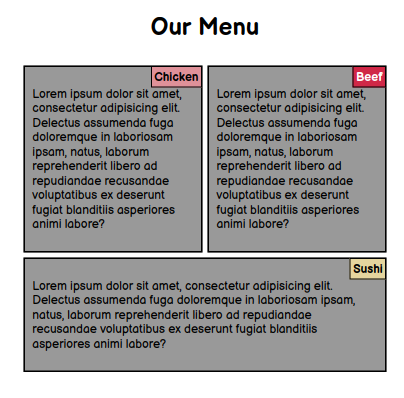 Our Menu
Chicken
Lorem ipsum dolor sit amet,
consectetur adipisicing elit.
Delectus assumenda fuga
doloremque in laboriosam
ipsam, natus, laborum
reprehenderit libero ad
repudiandae recusandae
voluptatibus ex deserunt
fugiat blanditiis asperiores
animi labore?
Beef
Lorem ipsum dolor sit amet,
consectetur adipisicing elit.
Delectus assumenda fuga
doloremque in laboriosam
ipsam, natus, laborum
reprehenderit libero ad
repudiandae recusandae
voluptatibus ex deserunt
fugiat blanditiis asperiores
animi labore?
Sushi
Lorem ipsum dolor sit amet, consectetur adipisicing elit.
Delectus assumenda fuga doloremque in laboriosam ipsam,
natus, laborum reprehenderit libero ad repudiandae
recusandae voluptatibus ex deserunt fugiat blanditiis
asperiores animi labore?